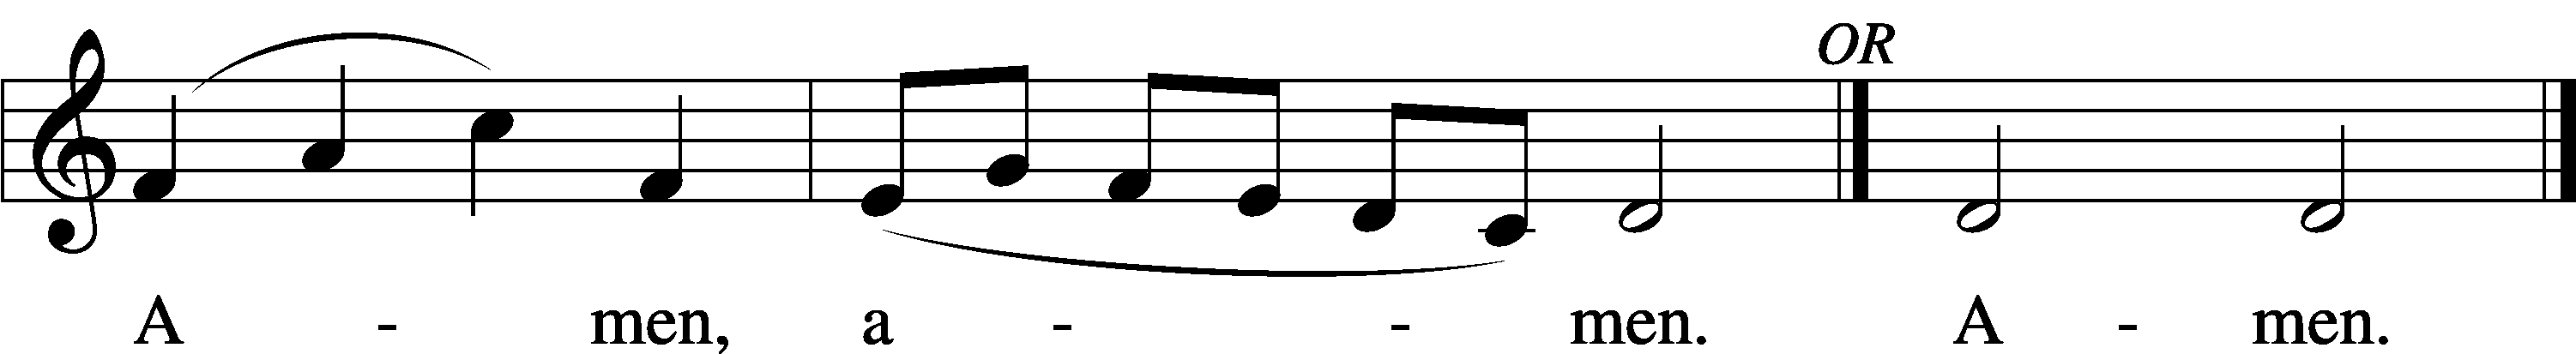 OR
A - men, a - - men. A - men.